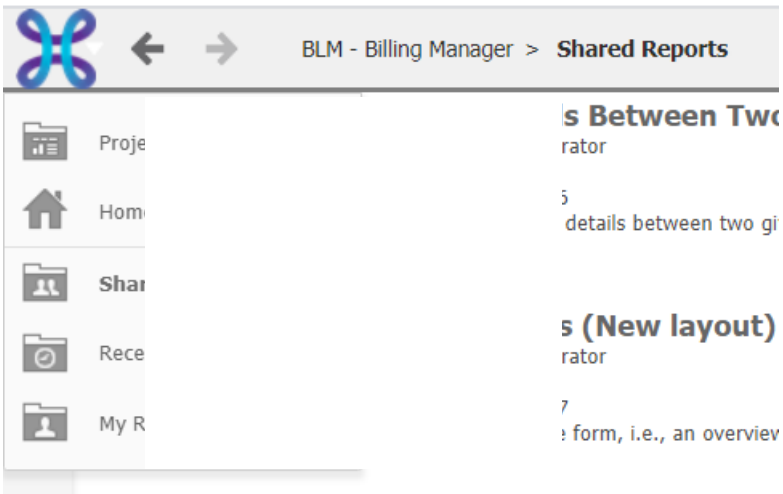 BLM - Billing Manager > Shared Reports
Proje
Home
Shar
Rece
My R
s Between Two
rator
details between two gi
s (New layout)
rator
7
form, i.e., an overview